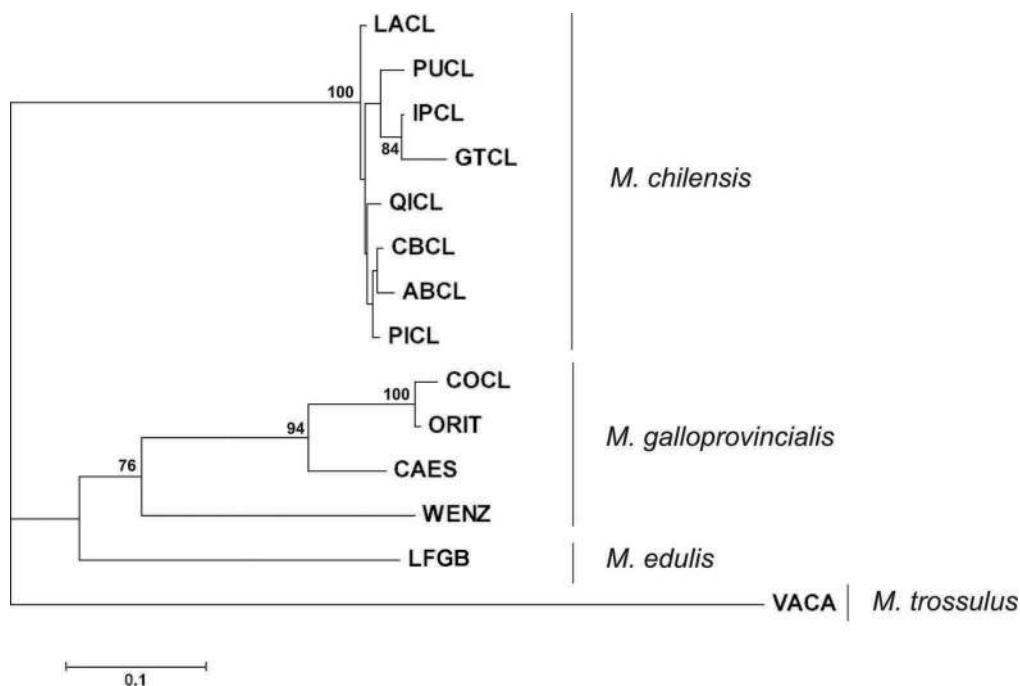 LACL
PUCL
100
IPCL
84
GTCL
M. chilensis
QICL
CBCL
ABCL
PICL
COCL
100
ORIT
M. galloprovincialis
94
CAES
76
WENZ
LFGB
M. edulis
VACA
M. trossulus
0.1